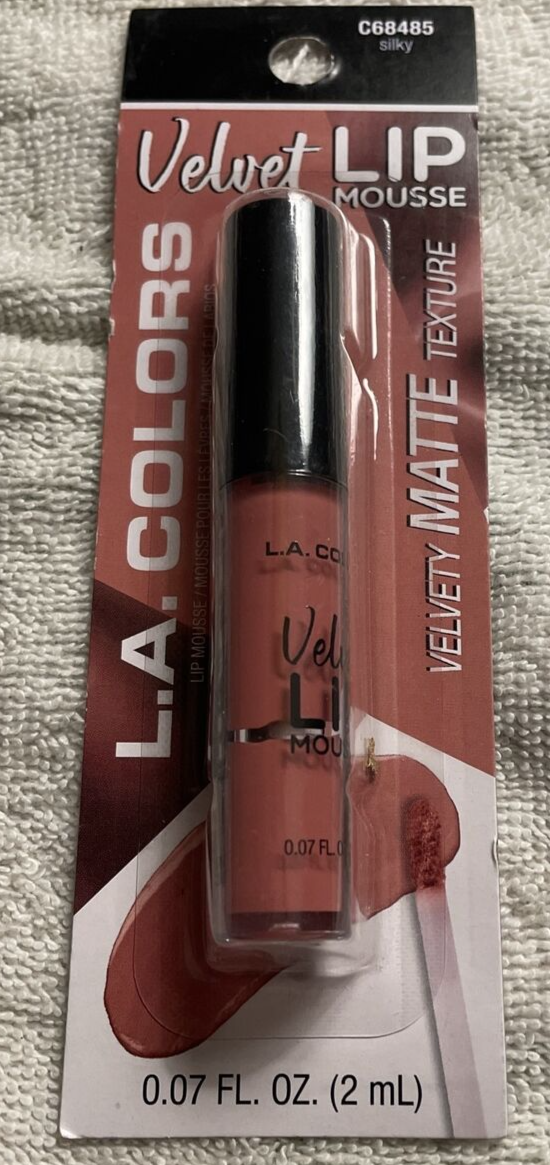 C68485
silky
Velvet LIP
MOUSSE
L.A. COLORS
LIP MOUSSE / MOUSSE POUR LES LÈVRES / MOUSSE DE LABIOS
VELVETY MATTE TEXTURE
L.A. CO
Vel
LI
MOU
0.07 FL.O
0.07 FL. OZ. (2 mL)